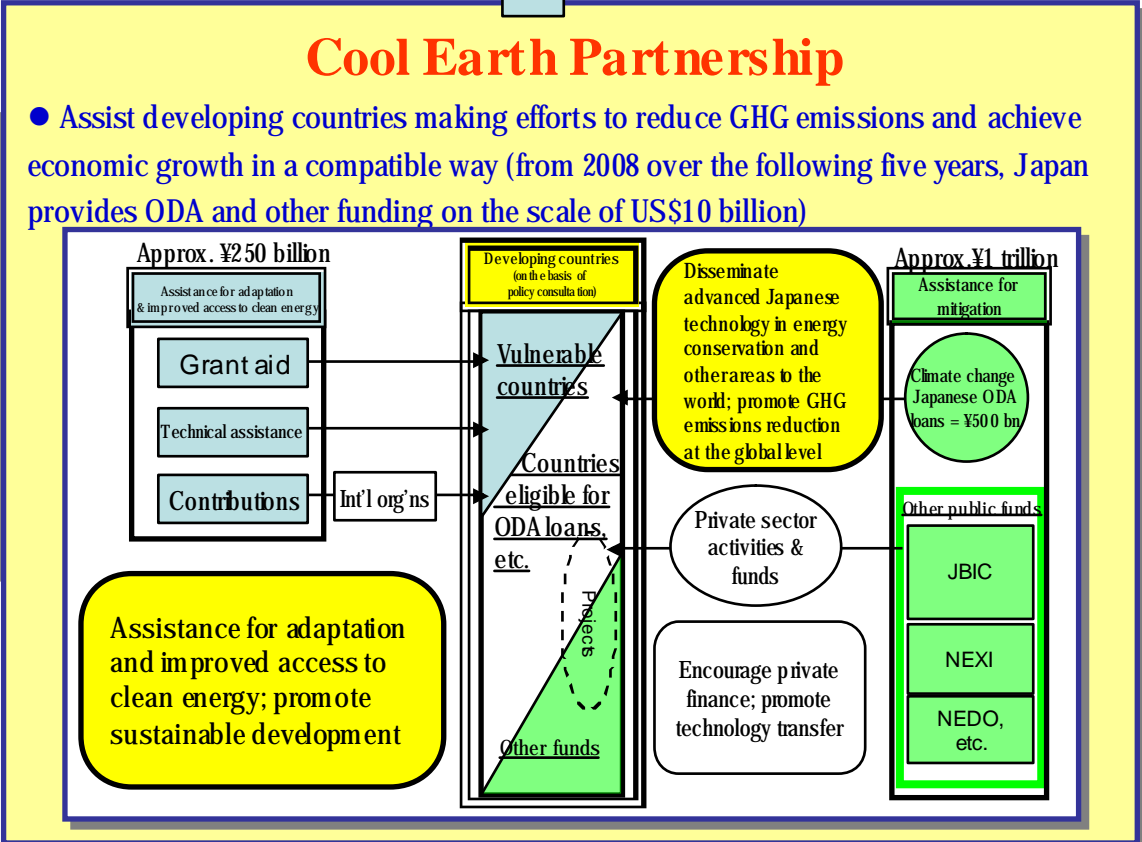 Cool Earth Partnership
● Assist developing countries making efforts to reduce GHG emissions and achieve
economic growth in a compatible way (from 2008 over the following five years, Japan
provides ODA and other funding on the scale of US$10 billion)
Approx. ¥250 billion
Assistance for adaptation
& improved access to clean energy
Grant aid
Technical assistance
Contributions
Int'l org'ns
Assistance for adaptation
and improved access to
clean energy; promote
sustainable development
Developing countries
(on the basis of
policy consultation)
Vulnerable
countries
Countries
eligible for
ODA loans,
etc.
Projects
Other funds
Disseminate
advanced Japanese
technology in energy
conservation and
other areas to the
world; promote GHG
emissions reduction
at the global level
Private sector
activities &
funds
Encourage private
finance; promote
technology transfer
Approx.¥1 trillion
Assistance for
mitigation
Climate change
Japanese ODA
loans = ¥500 bn
Other public funds
JBIC
NEXI
NEDO,
etc.